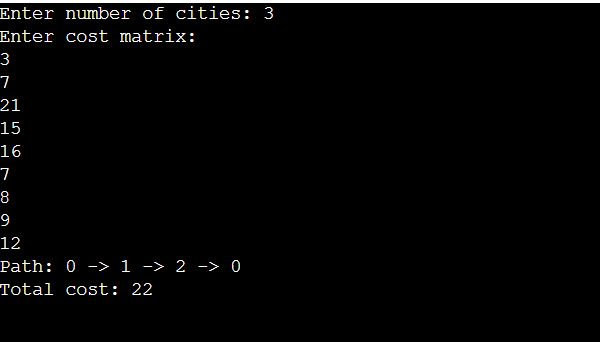 Enter number of cities: 3
Enter cost matrix:
3
7
21
15
16
7
8
9
12
Path: 0 -> 1 -> 2 -> 0
Total cost: 22